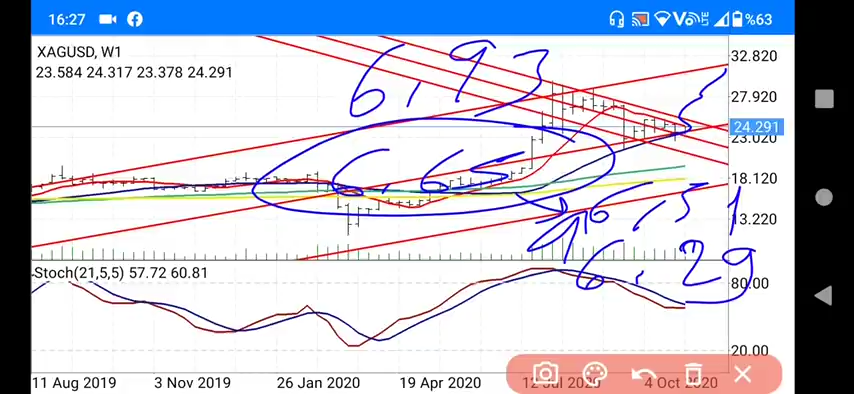 16:27
%63
XAGUSD, W1
23.584 24.317 23.378 24.291
6,93
6,65
6,51
6,29
32.820
27.920
24.291
23.020
18.120
13.220
Stoch(21,5,5) 57.72 60.81
80.00
20.00
11 Aug 2019
3 Nov 2019
26 Jan 2020
19 Apr 2020
12 Jul 2020
4 Oct 2020